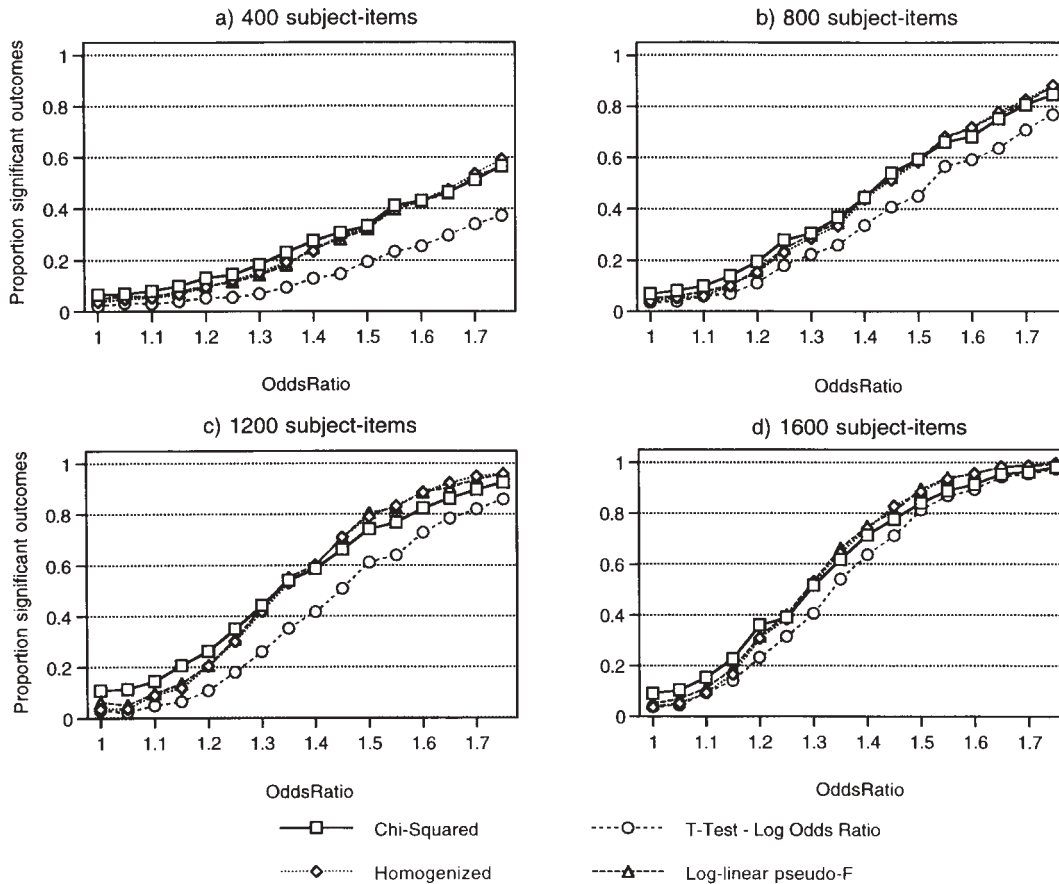 a) 400 subject-items
b) 800 subject-items
Proportion significant outcomes
1
0.8
0.6
0.4
0.2
0
1 1.1 1.2 1.3 1.4 1.5 1.6 1.7
OddsRatio
1
0.8
0.6
0.4
0.2
0
1 1.1 1.2 1.3 1.4 1.5 1.6 1.7
OddsRatio
c) 1200 subject-items
d) 1600 subject-items
Proportion significant outcomes
1
0.8
0.6
0.4
0.2
0
1 1.1 1.2 1.3 1.4 1.5 1.6 1.7
OddsRatio
1
0.8
0.6
0.4
0.2
0
1 1.1 1.2 1.3 1.4 1.5 1.6 1.7
OddsRatio
Chi-Squared
T-Test - Log Odds Ratio
Homogenized
Log-linear pseudo-F